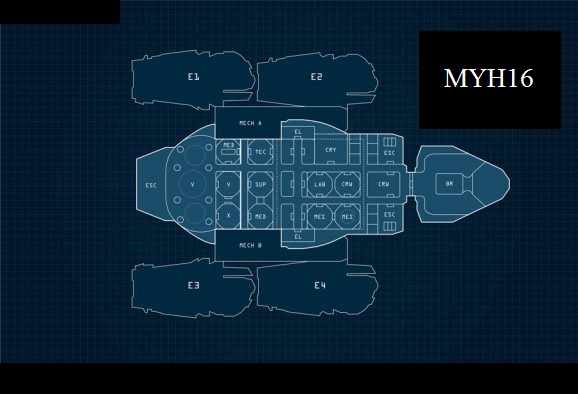 MYH16
E1
E2
MECH A
EL
MED
TEC
CRY
ESC
ESC
V
V
SUP
LAB
CRW
CRW
BR
X
MED
MES
MES
ESC
EL
MECH B
E3
E4